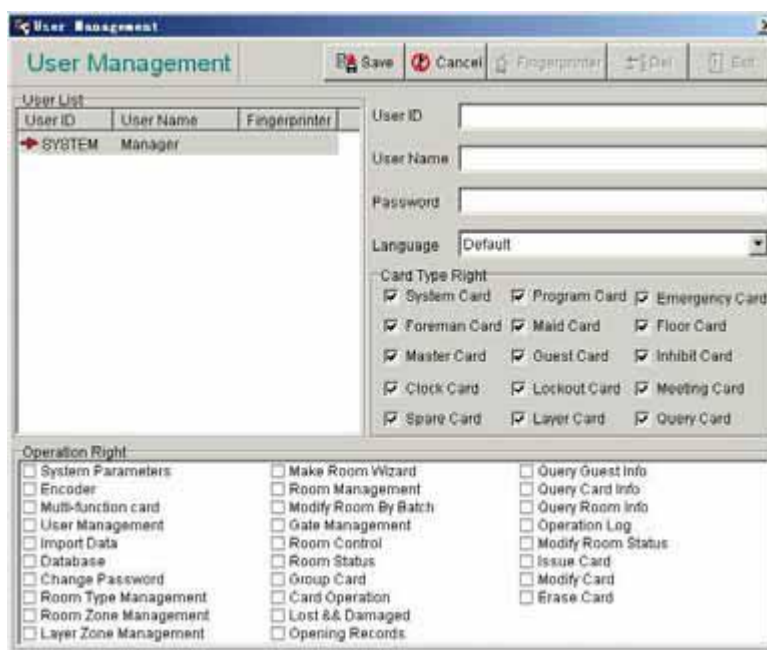 User Management
User Management
Save
Cancel
Fingerprinter
Del
Exit
User List
User ID User Name Fingerprinter
SYSTEM Manager
User ID
User Name
Password
Language Default
Card Type Right
System Card Program Card Emergency Card
Foreman Card Maid Card Floor Card
Master Card Guest Card Inhibit Card
Clock Card Lockout Card Meeting Card
Spare Card Layer Card Query Card
Operation Right
System Parameters Make Room Wizard Query Guest Info
Encoder Room Management Query Card Info
Multi-function card Modify Room By Batch Query Room Info
User Management Gate Management Operation Log
Import Data Room Control Modify Room Status
Database Room Status Issue Card
Change Password Group Card Modify Card
Room Type Management Card Operation Erase Card
Room Zone Management Lost && Damaged
Layer Zone Management Opening Records